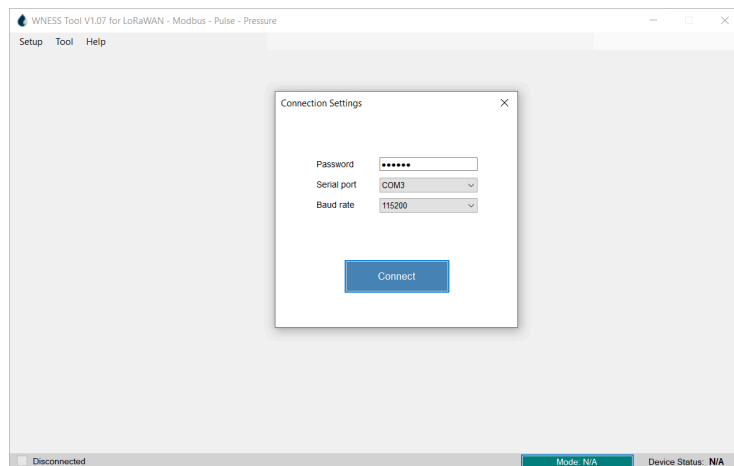 WNESS Tool V1.07 for LoRaWAN - Modbus - Pulse - Pressure
Setup Tool Help
Connection Settings
Password ••••••
Serial port COM3
Baud rate 115200
Connect
Disconnected Mode: N/A Device Status: N/A